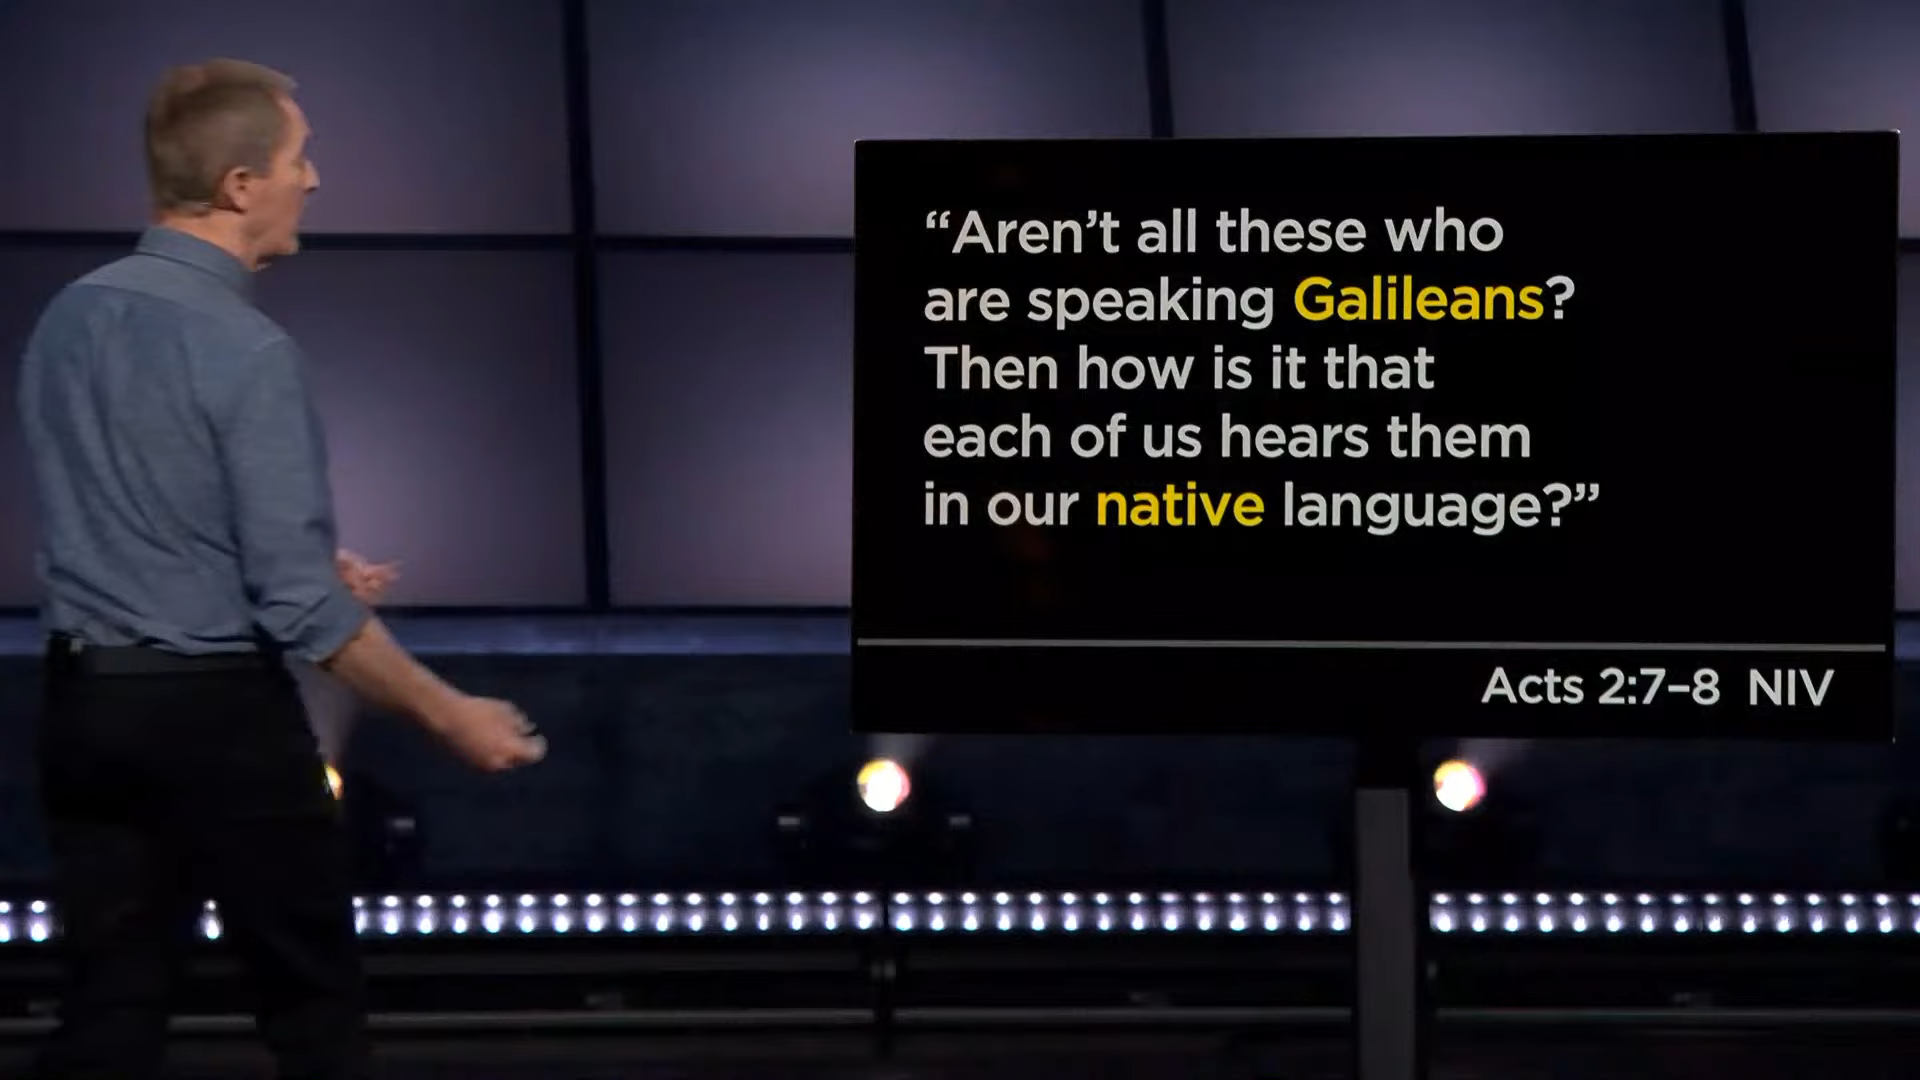 “Aren’t all these who
are speaking Galileans?
Then how is it that
each of us hears them
in our native language?”
Acts 2:7–8 NIV